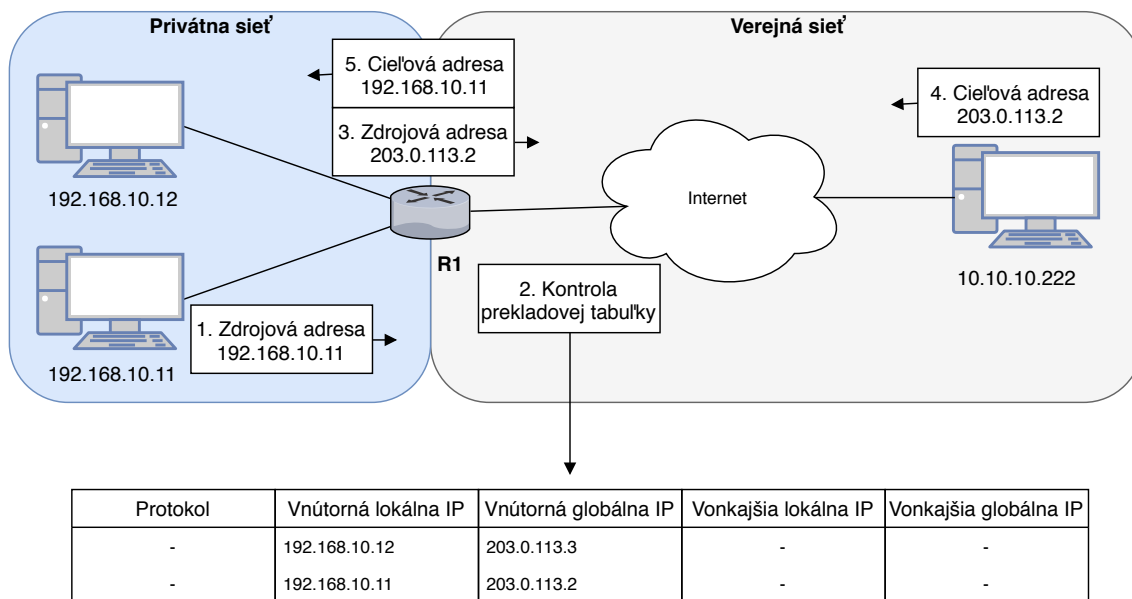 Privátna sieť
Verejná sieť
5. Cieľová adresa
192.168.10.11
3. Zdrojová adresa
203.0.113.2
4. Cieľová adresa
203.0.113.2
192.168.10.12
Internet
R1
10.10.10.222
2. Kontrola
prekladovej tabuľky
1. Zdrojová adresa
192.168.10.11
192.168.10.11
Protokol Vnútorná lokálna IP Vnútorná globálna IP Vonkajšia lokálna IP Vonkajšia globálna IP
- 192.168.10.12 203.0.113.3 - -
- 192.168.10.11 203.0.113.2 - -